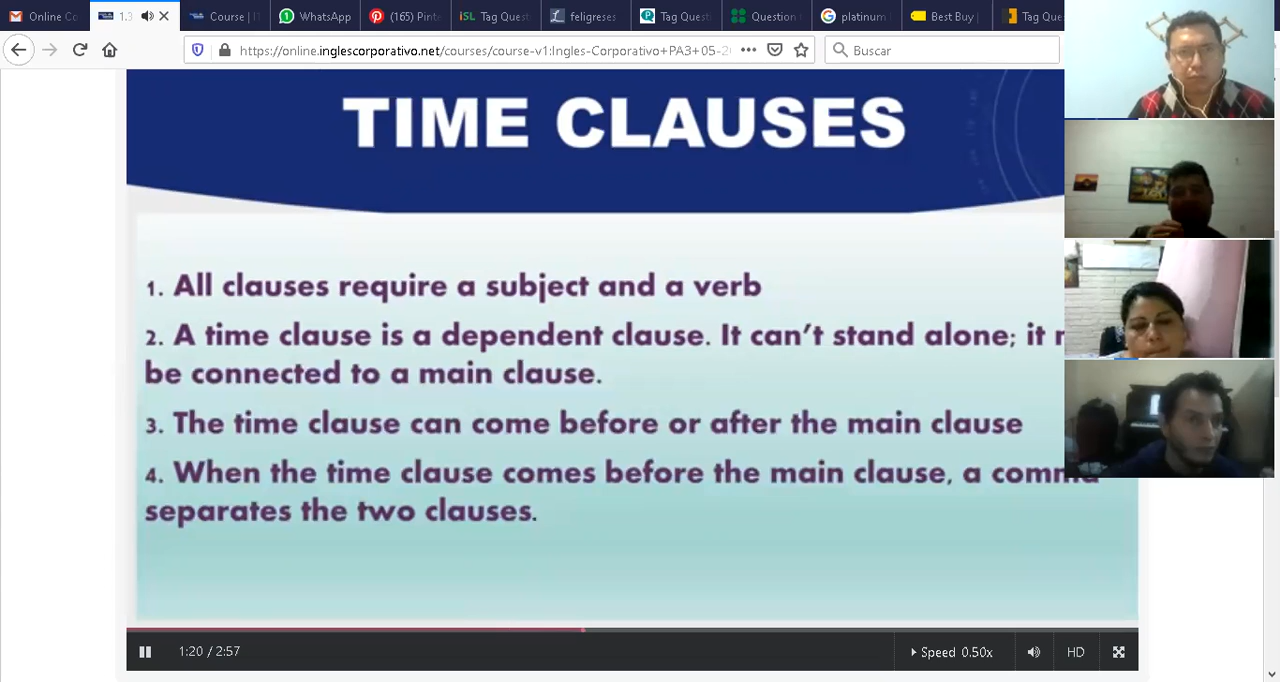 Online Co
1.3
Course | I
WhatsApp
(165) Pint
iSL Tag Quest
feligreses
Tag Quest
Question
platinum
Best Buy |
Tag Que
https://online.inglescorporativo.net/courses/course-v1:Ingles-Corporativo+PA3+05-2
Buscar
TIME CLAUSES
1. All clauses require a subject and a verb
2. A time clause is a dependent clause. It can't stand alone; it
be connected to a main clause.
3. The time clause can come before or after the main clause
4. When the time clause comes before the main clause, a comma
separates the two clauses.
1:20 / 2:57
Speed 0.50x
HD